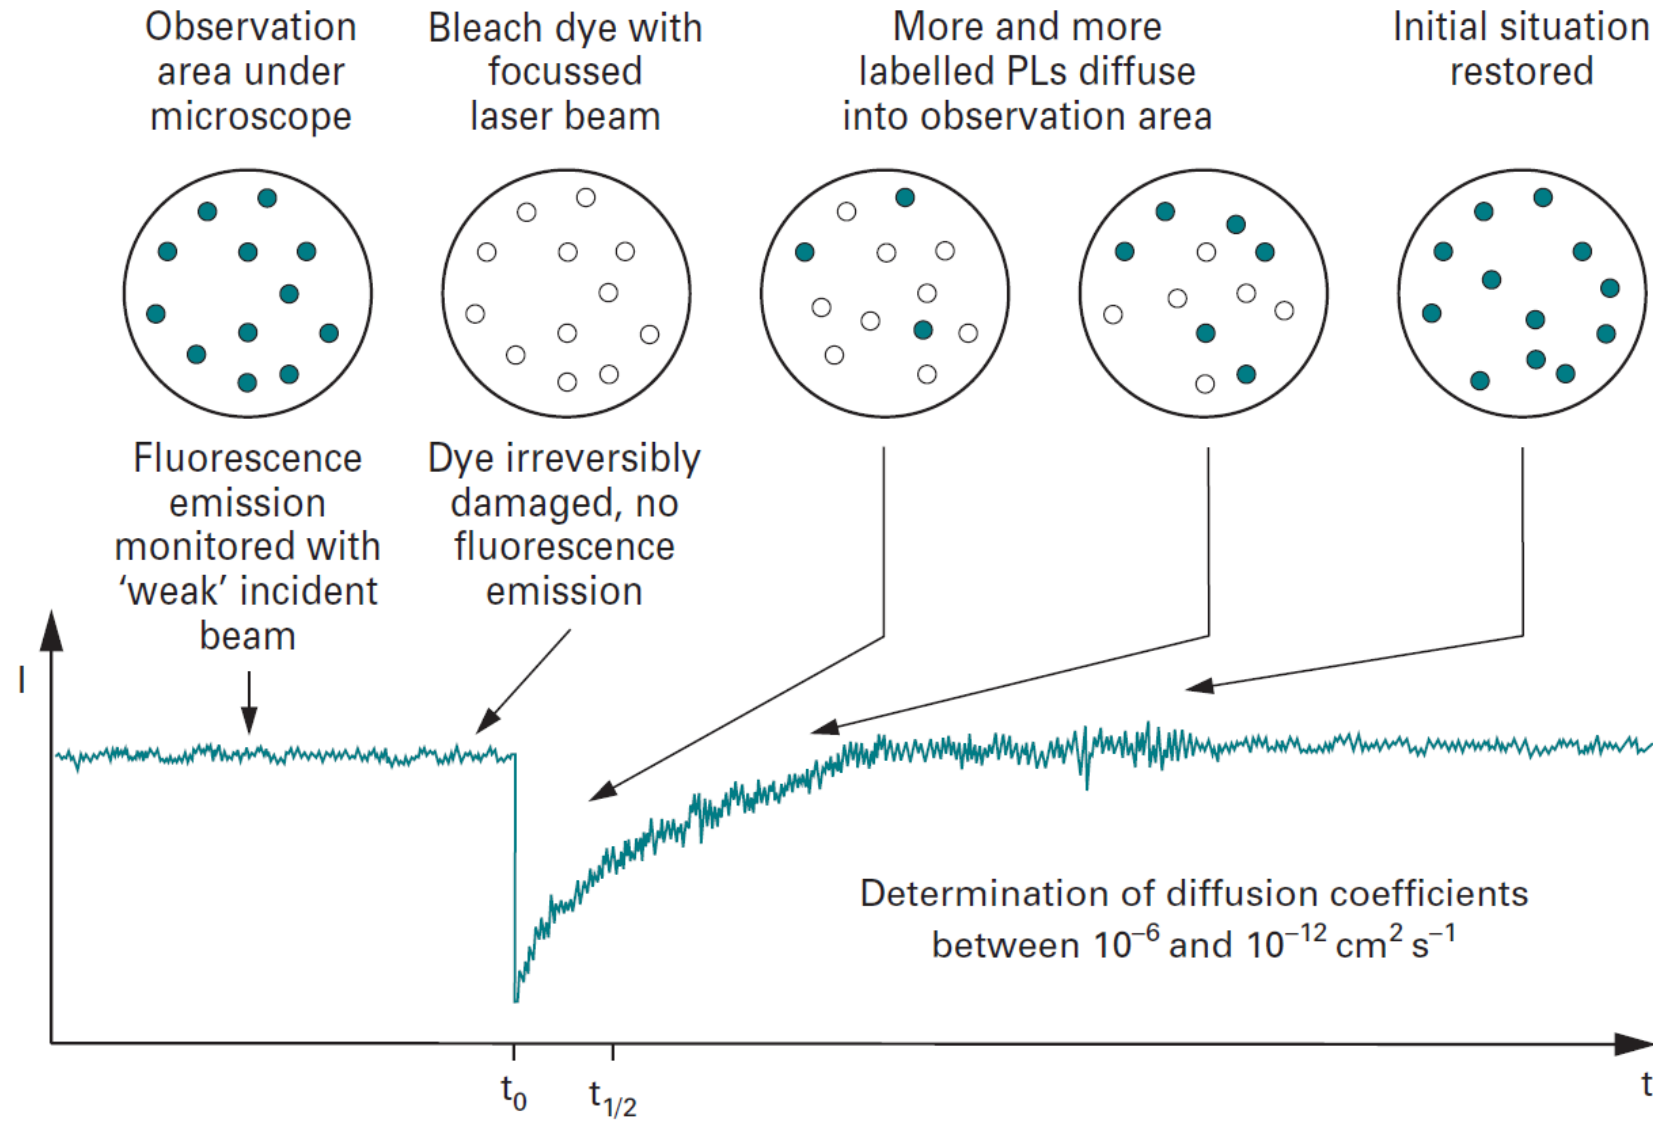 Observation
area under
microscope
Bleach dye with
focussed
laser beam
More and more
labelled PLs diffuse
into observation area
Initial situation
restored
Fluorescence
emission
monitored with
‘weak’ incident
beam
Dye irreversibly
damaged, no
fluorescence
emission
I
Determination of diffusion coefficients
between 10⁻⁶ and 10⁻¹² cm² s⁻¹
t₀
t₁/₂
t